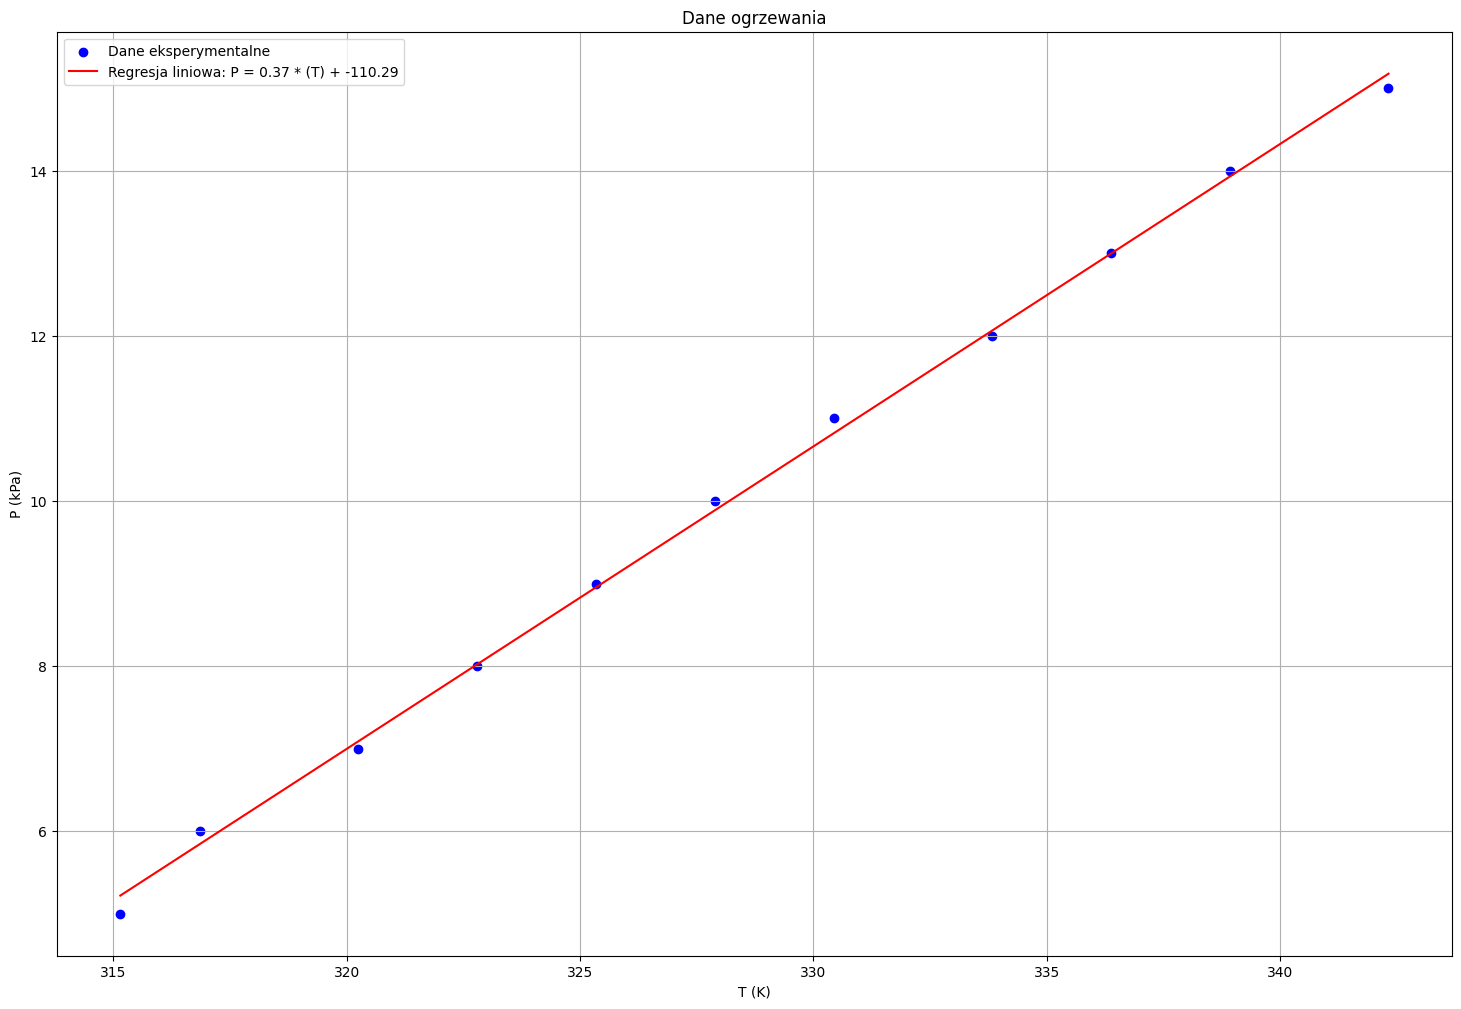 Dane ogrzewania
Dane eksperymentalne
Regresja liniowa: P = 0.37 * (T) + -110.29
14
12
10
8
6
P (kPa)
315 320 325 330 335 340
T (K)